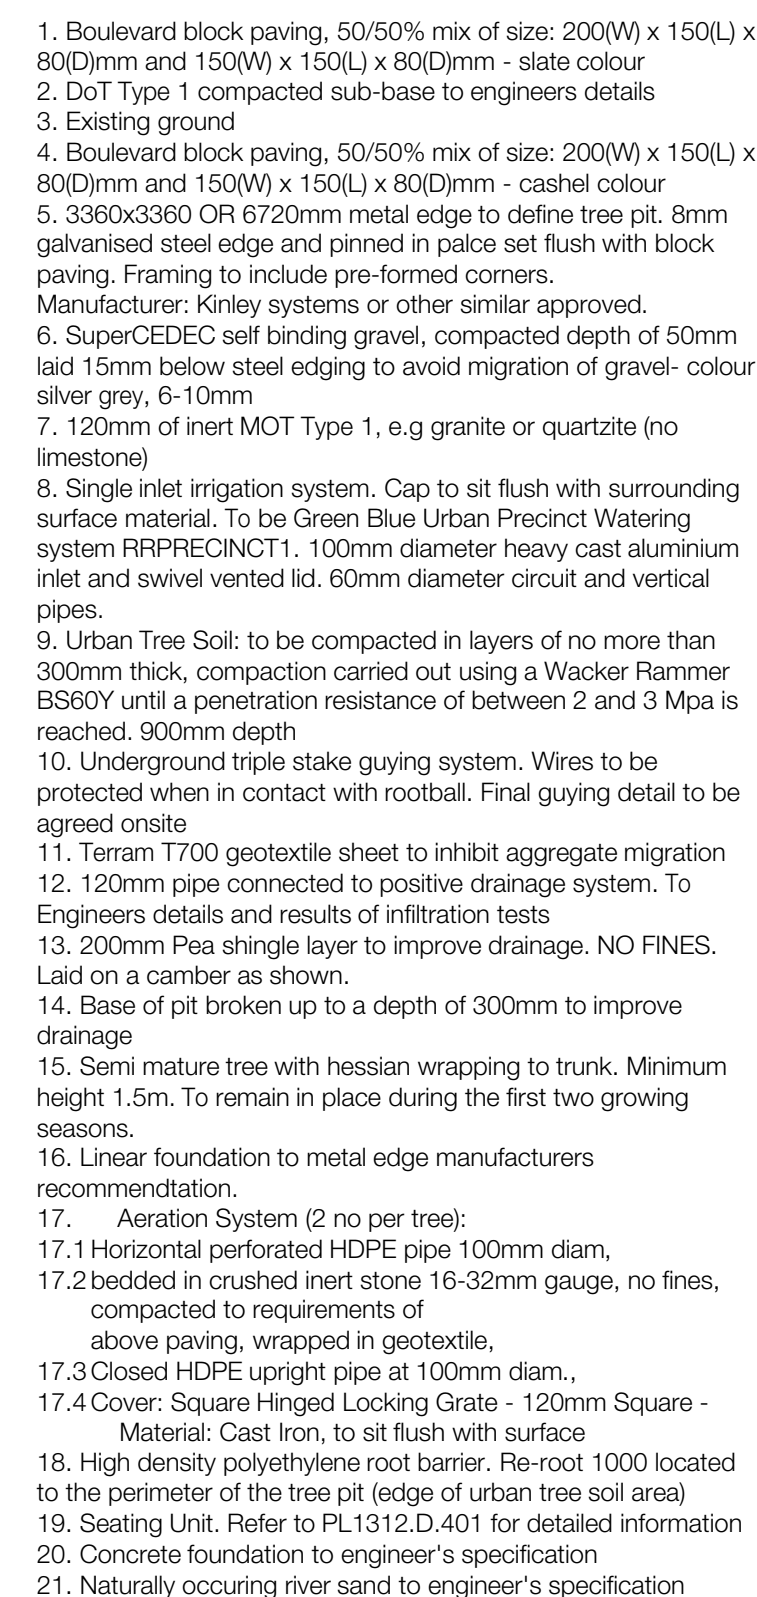 1. Boulevard block paving, 50/50% mix of size: 200(W) x 150(L) x
80(D)mm and 150(W) x 150(L) x 80(D)mm - slate colour
2. DoT Type 1 compacted sub-base to engineers details
3. Existing ground
4. Boulevard block paving, 50/50% mix of size: 200(W) x 150(L) x
80(D)mm and 150(W) x 150(L) x 80(D)mm - cashel colour
5. 3360x3360 OR 6720mm metal edge to define tree pit. 8mm
galvanised steel edge and pinned in palce set flush with block
paving. Framing to include pre-formed corners.
Manufacturer: Kinley systems or other similar approved.
6. SuperCEDEC self binding gravel, compacted depth of 50mm
laid 15mm below steel edging to avoid migration of gravel- colour
silver grey, 6-10mm
7. 120mm of inert MOT Type 1, e.g granite or quartzite (no
limestone)
8. Single inlet irrigation system. Cap to sit flush with surrounding
surface material. To be Green Blue Urban Precinct Watering
system RRPRECINCT1. 100mm diameter heavy cast aluminium
inlet and swivel vented lid. 60mm diameter circuit and vertical
pipes.
9. Urban Tree Soil: to be compacted in layers of no more than
300mm thick, compaction carried out using a Wacker Rammer
BS60Y until a penetration resistance of between 2 and 3 Mpa is
reached. 900mm depth
10. Underground triple stake guying system. Wires to be
protected when in contact with rootball. Final guying detail to be
agreed onsite
11. Terram T700 geotextile sheet to inhibit aggregate migration
12. 120mm pipe connected to positive drainage system. To
Engineers details and results of infiltration tests
13. 200mm Pea shingle layer to improve drainage. NO FINES.
Laid on a camber as shown.
14. Base of pit broken up to a depth of 300mm to improve
drainage
15. Semi mature tree with hessian wrapping to trunk. Minimum
height 1.5m. To remain in place during the first two growing
seasons.
16. Linear foundation to metal edge manufacturers
recommendtation.
17. Aeration System (2 no per tree):
17.1 Horizontal perforated HDPE pipe 100mm diam,
17.2 bedded in crushed inert stone 16-32mm gauge, no fines,
compacted to requirements of
above paving, wrapped in geotextile,
17.3 Closed HDPE upright pipe at 100mm diam.,
17.4 Cover: Square Hinged Locking Grate - 120mm Square -
Material: Cast Iron, to sit flush with surface
18. High density polyethylene root barrier. Re-root 1000 located
to the perimeter of the tree pit (edge of urban tree soil area)
19. Seating Unit. Refer to PL1312.D.401 for detailed information
20. Concrete foundation to engineer's specification
21. Naturally occuring river sand to engineer's specification